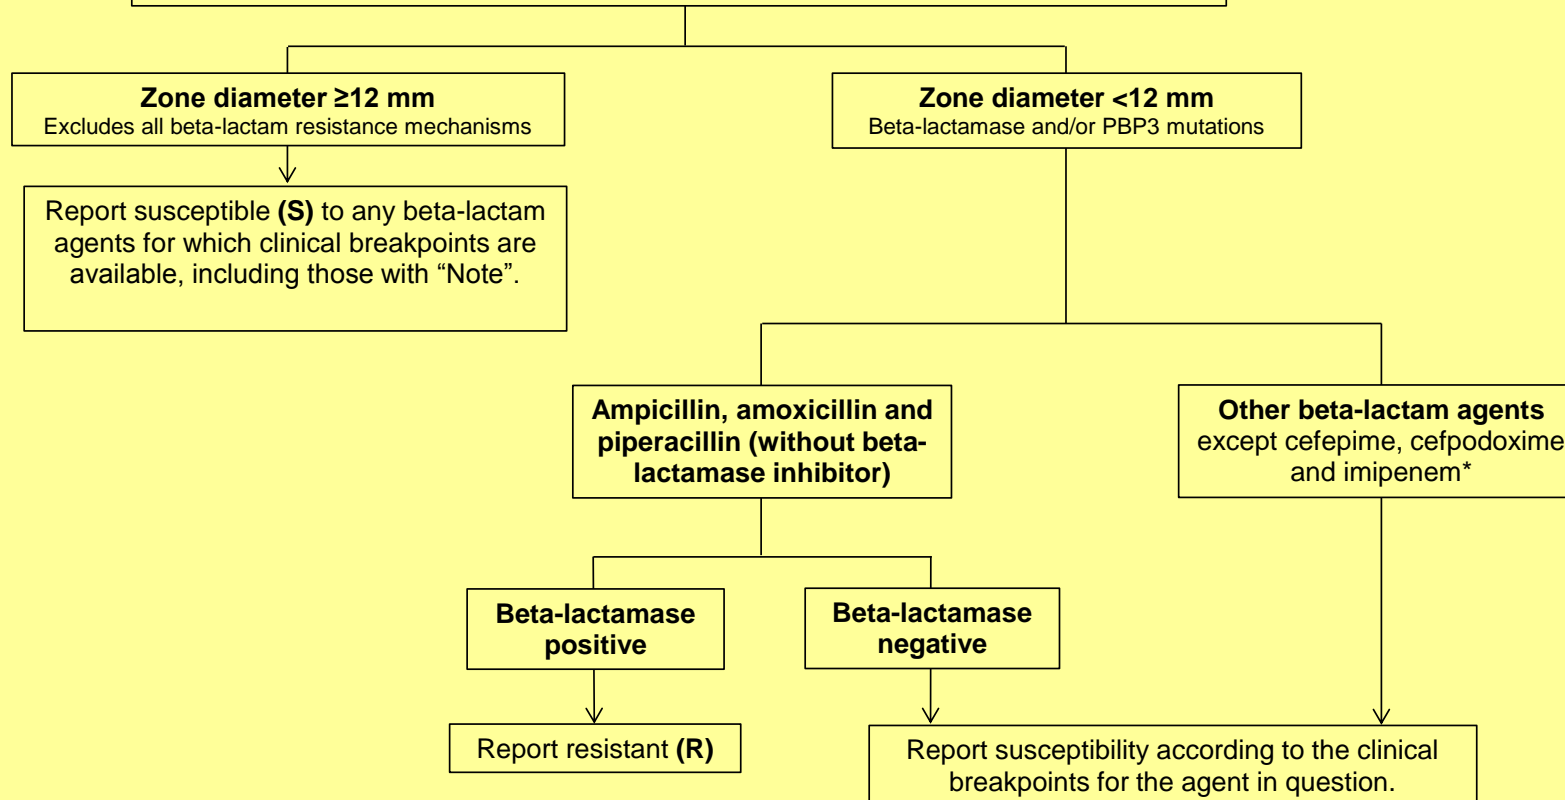 Zone diameter ≥12 mm
Excludes all beta-lactam resistance mechanisms
Zone diameter <12 mm
Beta-lactamase and/or PBP3 mutations
Report susceptible (S) to any beta-lactam
agents for which clinical breakpoints are
available, including those with “Note”.
Ampicillin, amoxicillin and
piperacillin (without beta-
lactamase inhibitor)
Other beta-lactam agents
except cefepime, cefpodoxime
and imipenem*
Beta-lactamase
positive
Beta-lactamase
negative
Report resistant (R)
Report susceptibility according to the clinical
breakpoints for the agent in question.